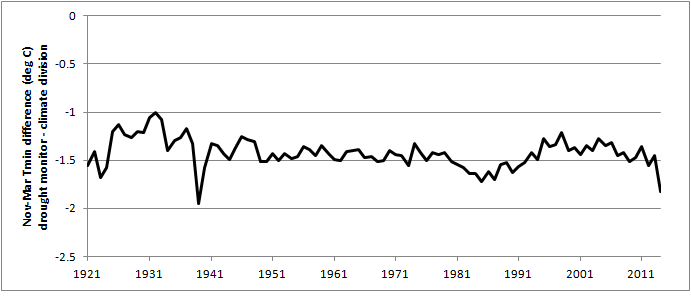 Nov-Mar Tmin difference (deg C)
drought monitor - climate division
0
-0.5
-1
-1.5
-2
-2.5
1921 1931 1941 1951 1961 1971 1981 1991 2001 2011